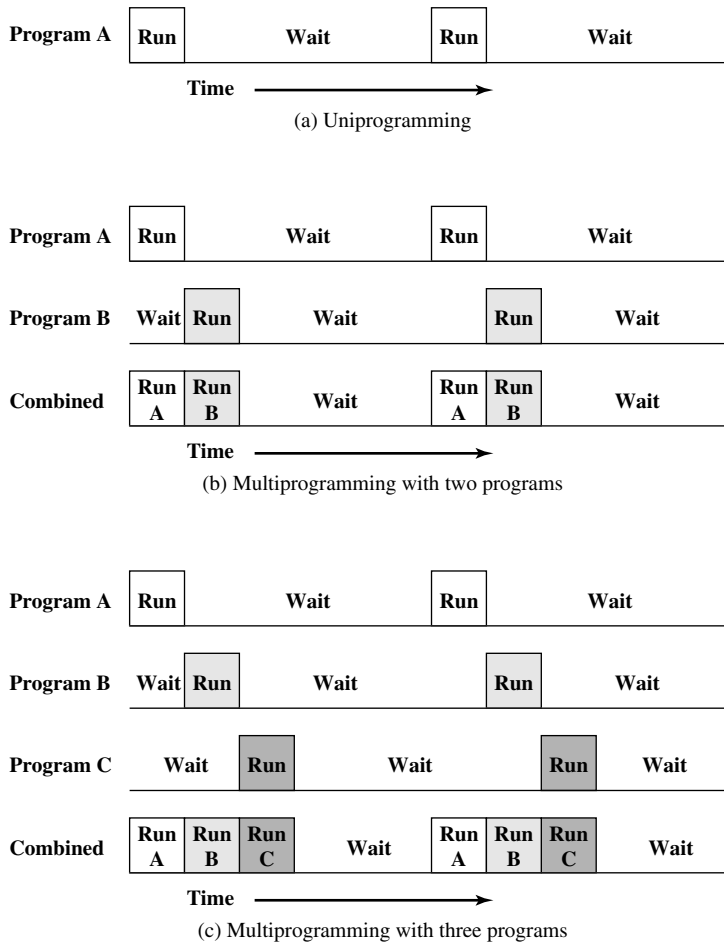 Program A Run Wait Run Wait
Time
(a) Uniprogramming
Program A Run Wait Run Wait
Program B Wait Run Wait Run Wait
Combined Run A Run B Wait Run A Run B Wait
Time
(b) Multiprogramming with two programs
Program A Run Wait Run Wait
Program B Wait Run Wait Run Wait
Program C Wait Run Wait Run Wait
Combined Run A Run B Run C Wait Run A Run B Run C Wait
Time
(c) Multiprogramming with three programs